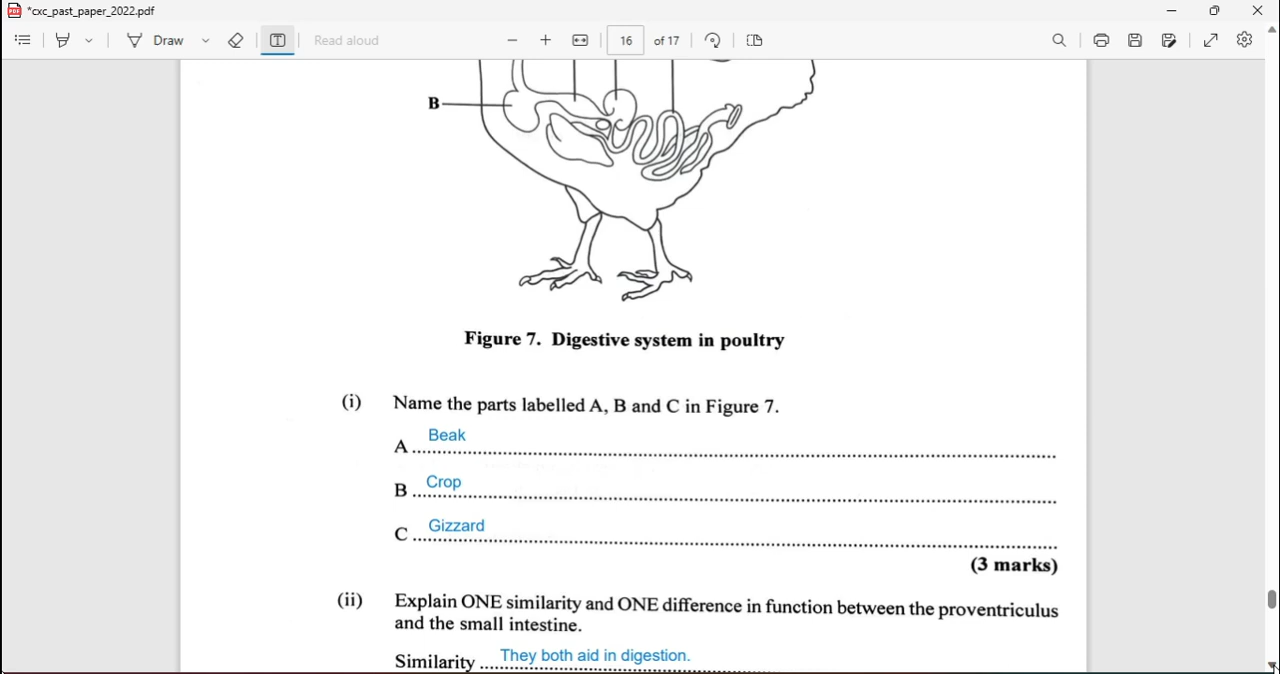 *cxc_past_paper_2022.pdf
Draw
Read aloud
16 of 17
B
Figure 7. Digestive system in poultry
(i) Name the parts labelled A, B and C in Figure 7.
A Beak
B Crop
C Gizzard
(3 marks)
(ii) Explain ONE similarity and ONE difference in function between the proventriculus
and the small intestine.
Similarity They both aid in digestion.